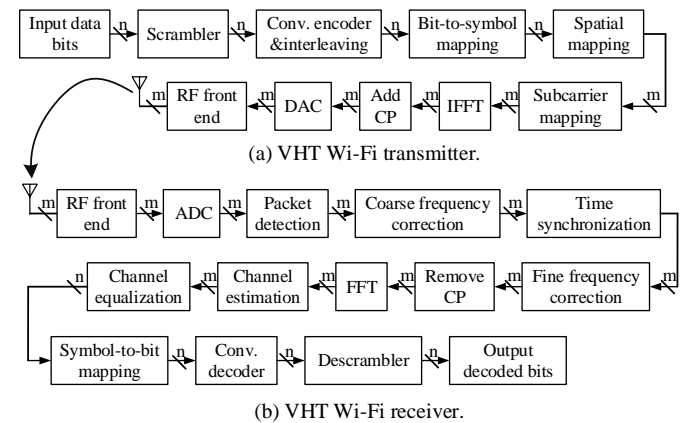 Input data
bits
n
Scrambler
n
Conv. encoder
&interleaving
n
Bit-to-symbol
mapping
n
Spatial
mapping
m
Subcarrier
mapping
m
IFFT
m
Add
CP
m
DAC
m
RF front
end
m
(a) VHT Wi-Fi transmitter.
m
RF front
end
m
ADC
m
Packet
detection
m
Coarse frequency
correction
m
Time
synchronization
m
Fine frequency
correction
m
Remove
CP
m
FFT
m
Channel
estimation
m
Channel
equalization
n
Symbol-to-bit
mapping
n
Conv.
decoder
n
Descrambler
n
Output
decoded bits
(b) VHT Wi-Fi receiver.